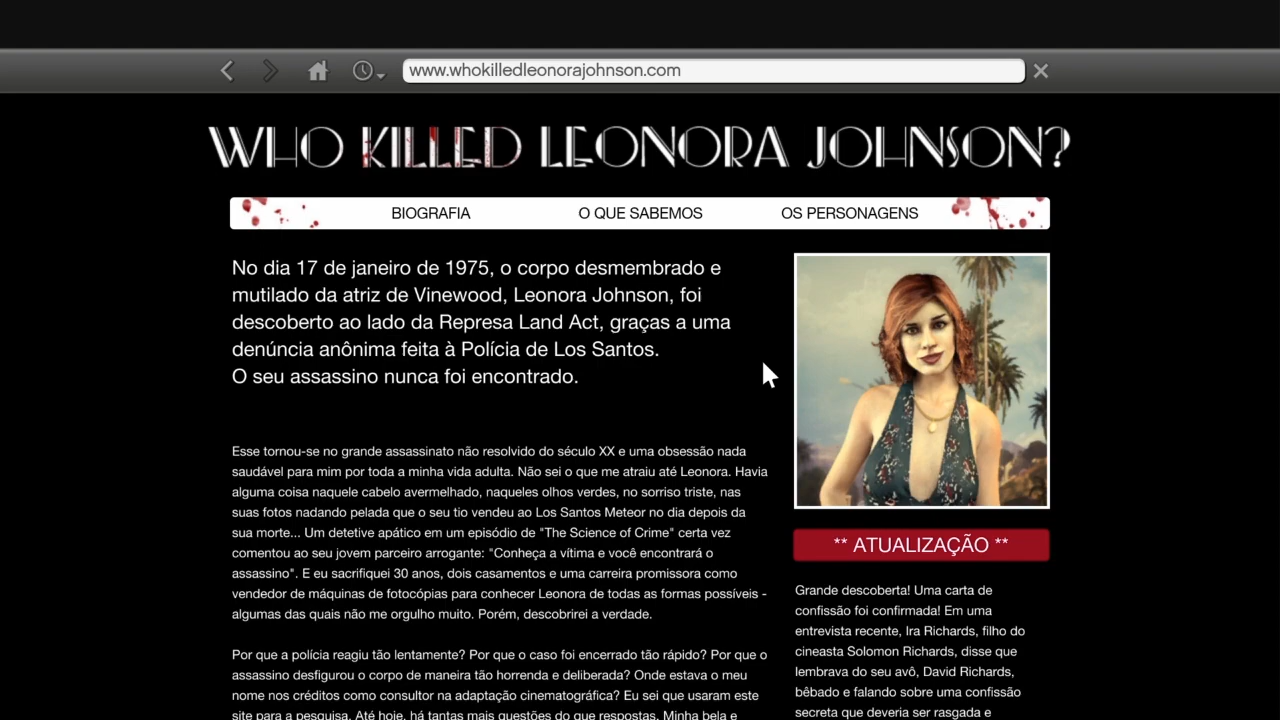 www.whokilledleonorajohnson.com
WHO KILLED LEONORA JOHNSON?
BIOGRAFIA
O QUE SABEMOS
OS PERSONAGENS
No dia 17 de janeiro de 1975, o corpo desmembrado e
mutilado da atriz de Vinewood, Leonora Johnson, foi
descoberto ao lado da Represa Land Act, graças a uma
denúncia anônima feita à Polícia de Los Santos.
O seu assassino nunca foi encontrado.
Esse tornou-se no grande assassinato não resolvido do século XX e uma obsessão nada
saudável para mim por toda a minha vida adulta. Não sei o que me atraiu até Leonora. Havia
alguma coisa naquele cabelo avermelhado, naqueles olhos verdes, no sorriso triste, nas
suas fotos nadando pelada que o seu tio vendeu ao Los Santos Meteor no dia depois da
sua morte... Um detetive apático em um episódio de "The Science of Crime" certa vez
comentou ao seu jovem parceiro arrogante: "Conheça a vítima e você encontrará o
assassino". E eu sacrifiquei 30 anos, dois casamentos e uma carreira promissora como
vendedor de máquinas de fotocópias para conhecer Leonora de todas as formas possíveis -
algumas das quais não me orgulho muito. Porém, descobrirei a verdade.
Por que a polícia reagiu tão lentamente? Por que o caso foi encerrado tão rápido? Por que o
assassino desfigurou o corpo de maneira tão horrenda e deliberada? Onde estava o meu
nome nos créditos como consultor na adaptação cinematográfica? Eu sei que usaram este
site para a pesquisa. Até hoje, há tantas mais questões do que respostas. Minha bela e
** ATUALIZAÇÃO **
Grande descoberta! Uma carta de
confissão foi confirmada! Em uma
entrevista recente, Ira Richards, filho do
cineasta Solomon Richards, disse que
lembrava do seu avô, David Richards,
bêbado e falando sobre uma confissão
secreta que deveria ser rasgada e